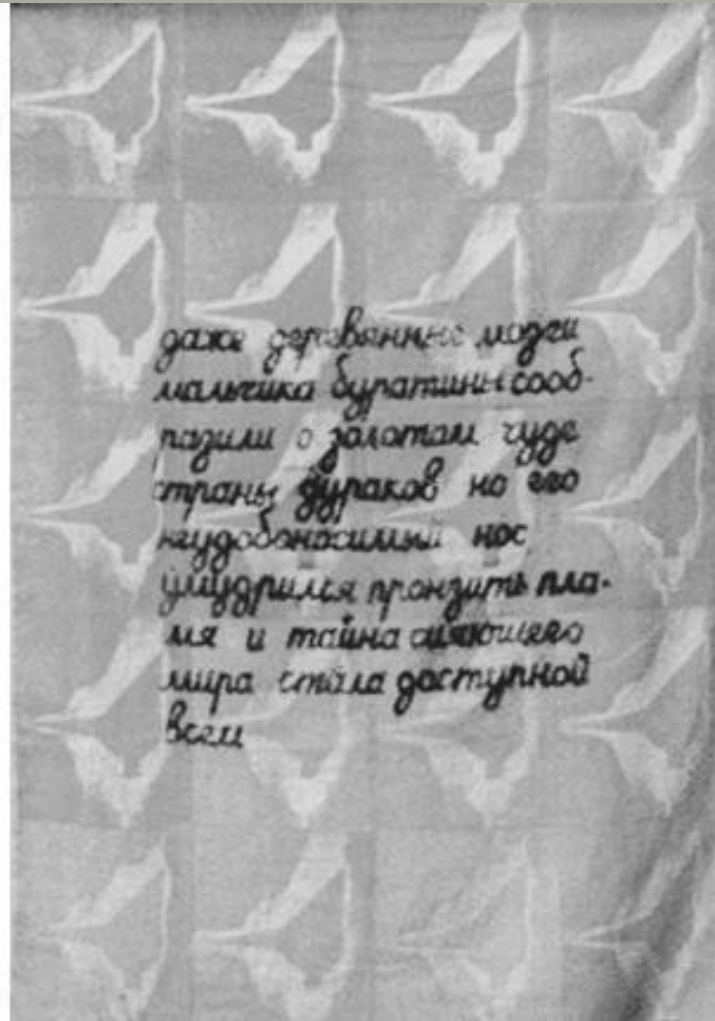 даже деревянные мозги
мальчика буратины сооб-
разили о золотом чуде
страны дураков но его
неудобоносимый нос
умудрился пронзить пла-
мя и тайна сияющего
мира стала доступной
всем